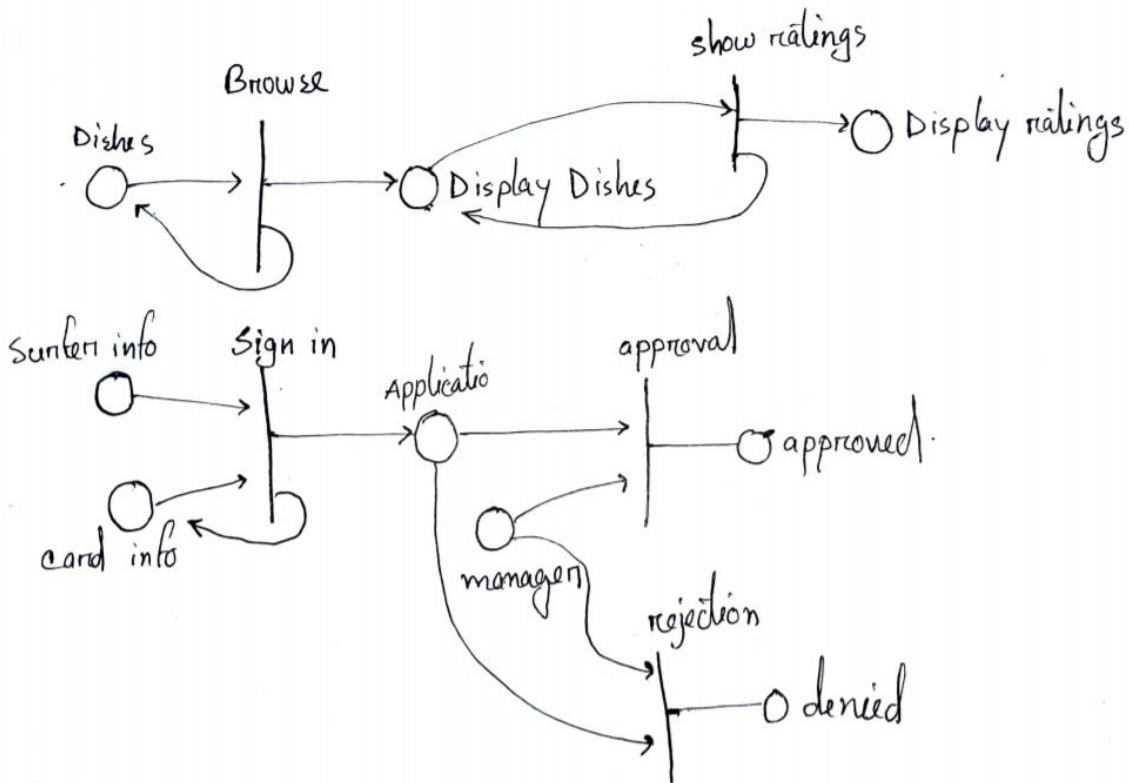 show ratings
Browse
Dishes
Display ratings
Display Dishes
Surfer info
Sign in
approval
Applicatio
approved.
card info
manager
rejection
denied